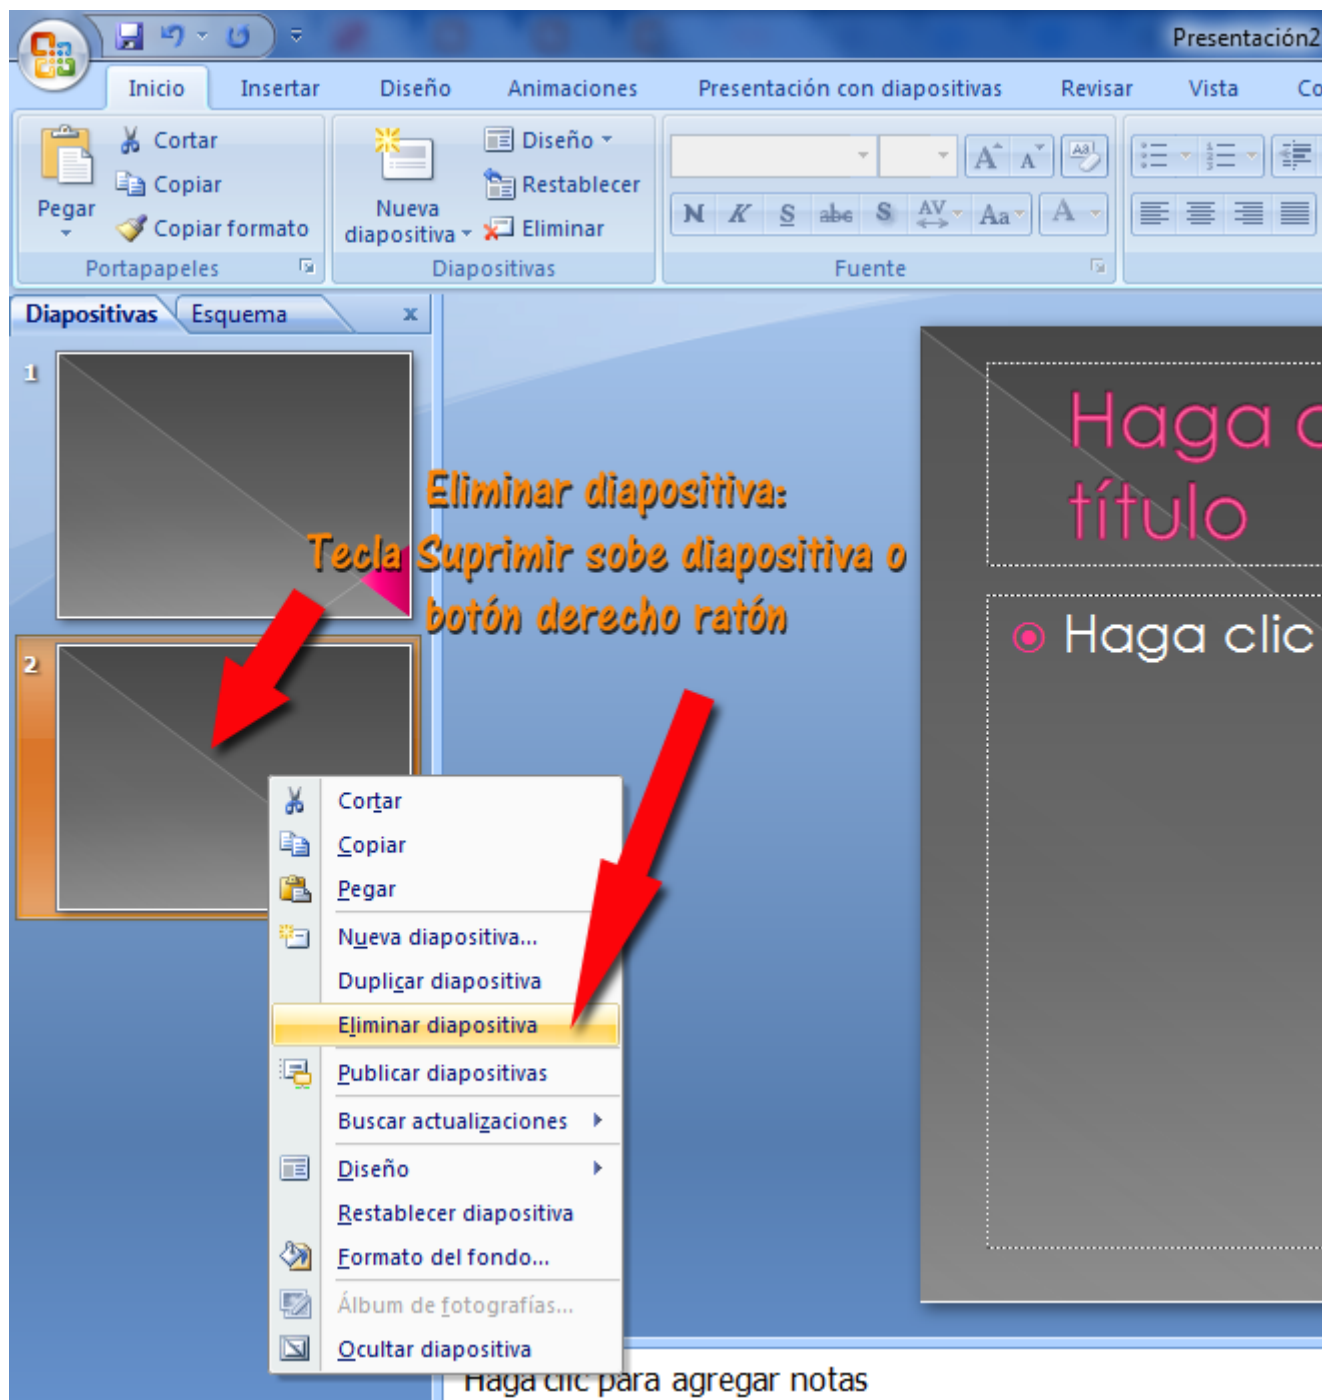 Presentación2
Inicio Insertar Diseño Animaciones Presentación con diapositivas Revisar Vista Co
Pegar
Cortar
Copiar
Copiar formato
Portapapeles
Nueva
diapositiva
Diseño
Restablecer
Eliminar
Diapositivas
N K S abc S AV Aa A
Fuente
Diapositivas Esquema x
1
2
Eliminar diapositiva:
Tecla Suprimir sobe diapositiva o
botón derecho ratón
Haga c
título
Haga clic
Cortar
Copiar
Pegar
Nueva diapositiva...
Duplicar diapositiva
Eliminar diapositiva
Publicar diapositivas
Buscar actualizaciones
Diseño
Restablecer diapositiva
Formato del fondo...
Álbum de fotografías...
Ocultar diapositiva
Haga clic para agregar notas